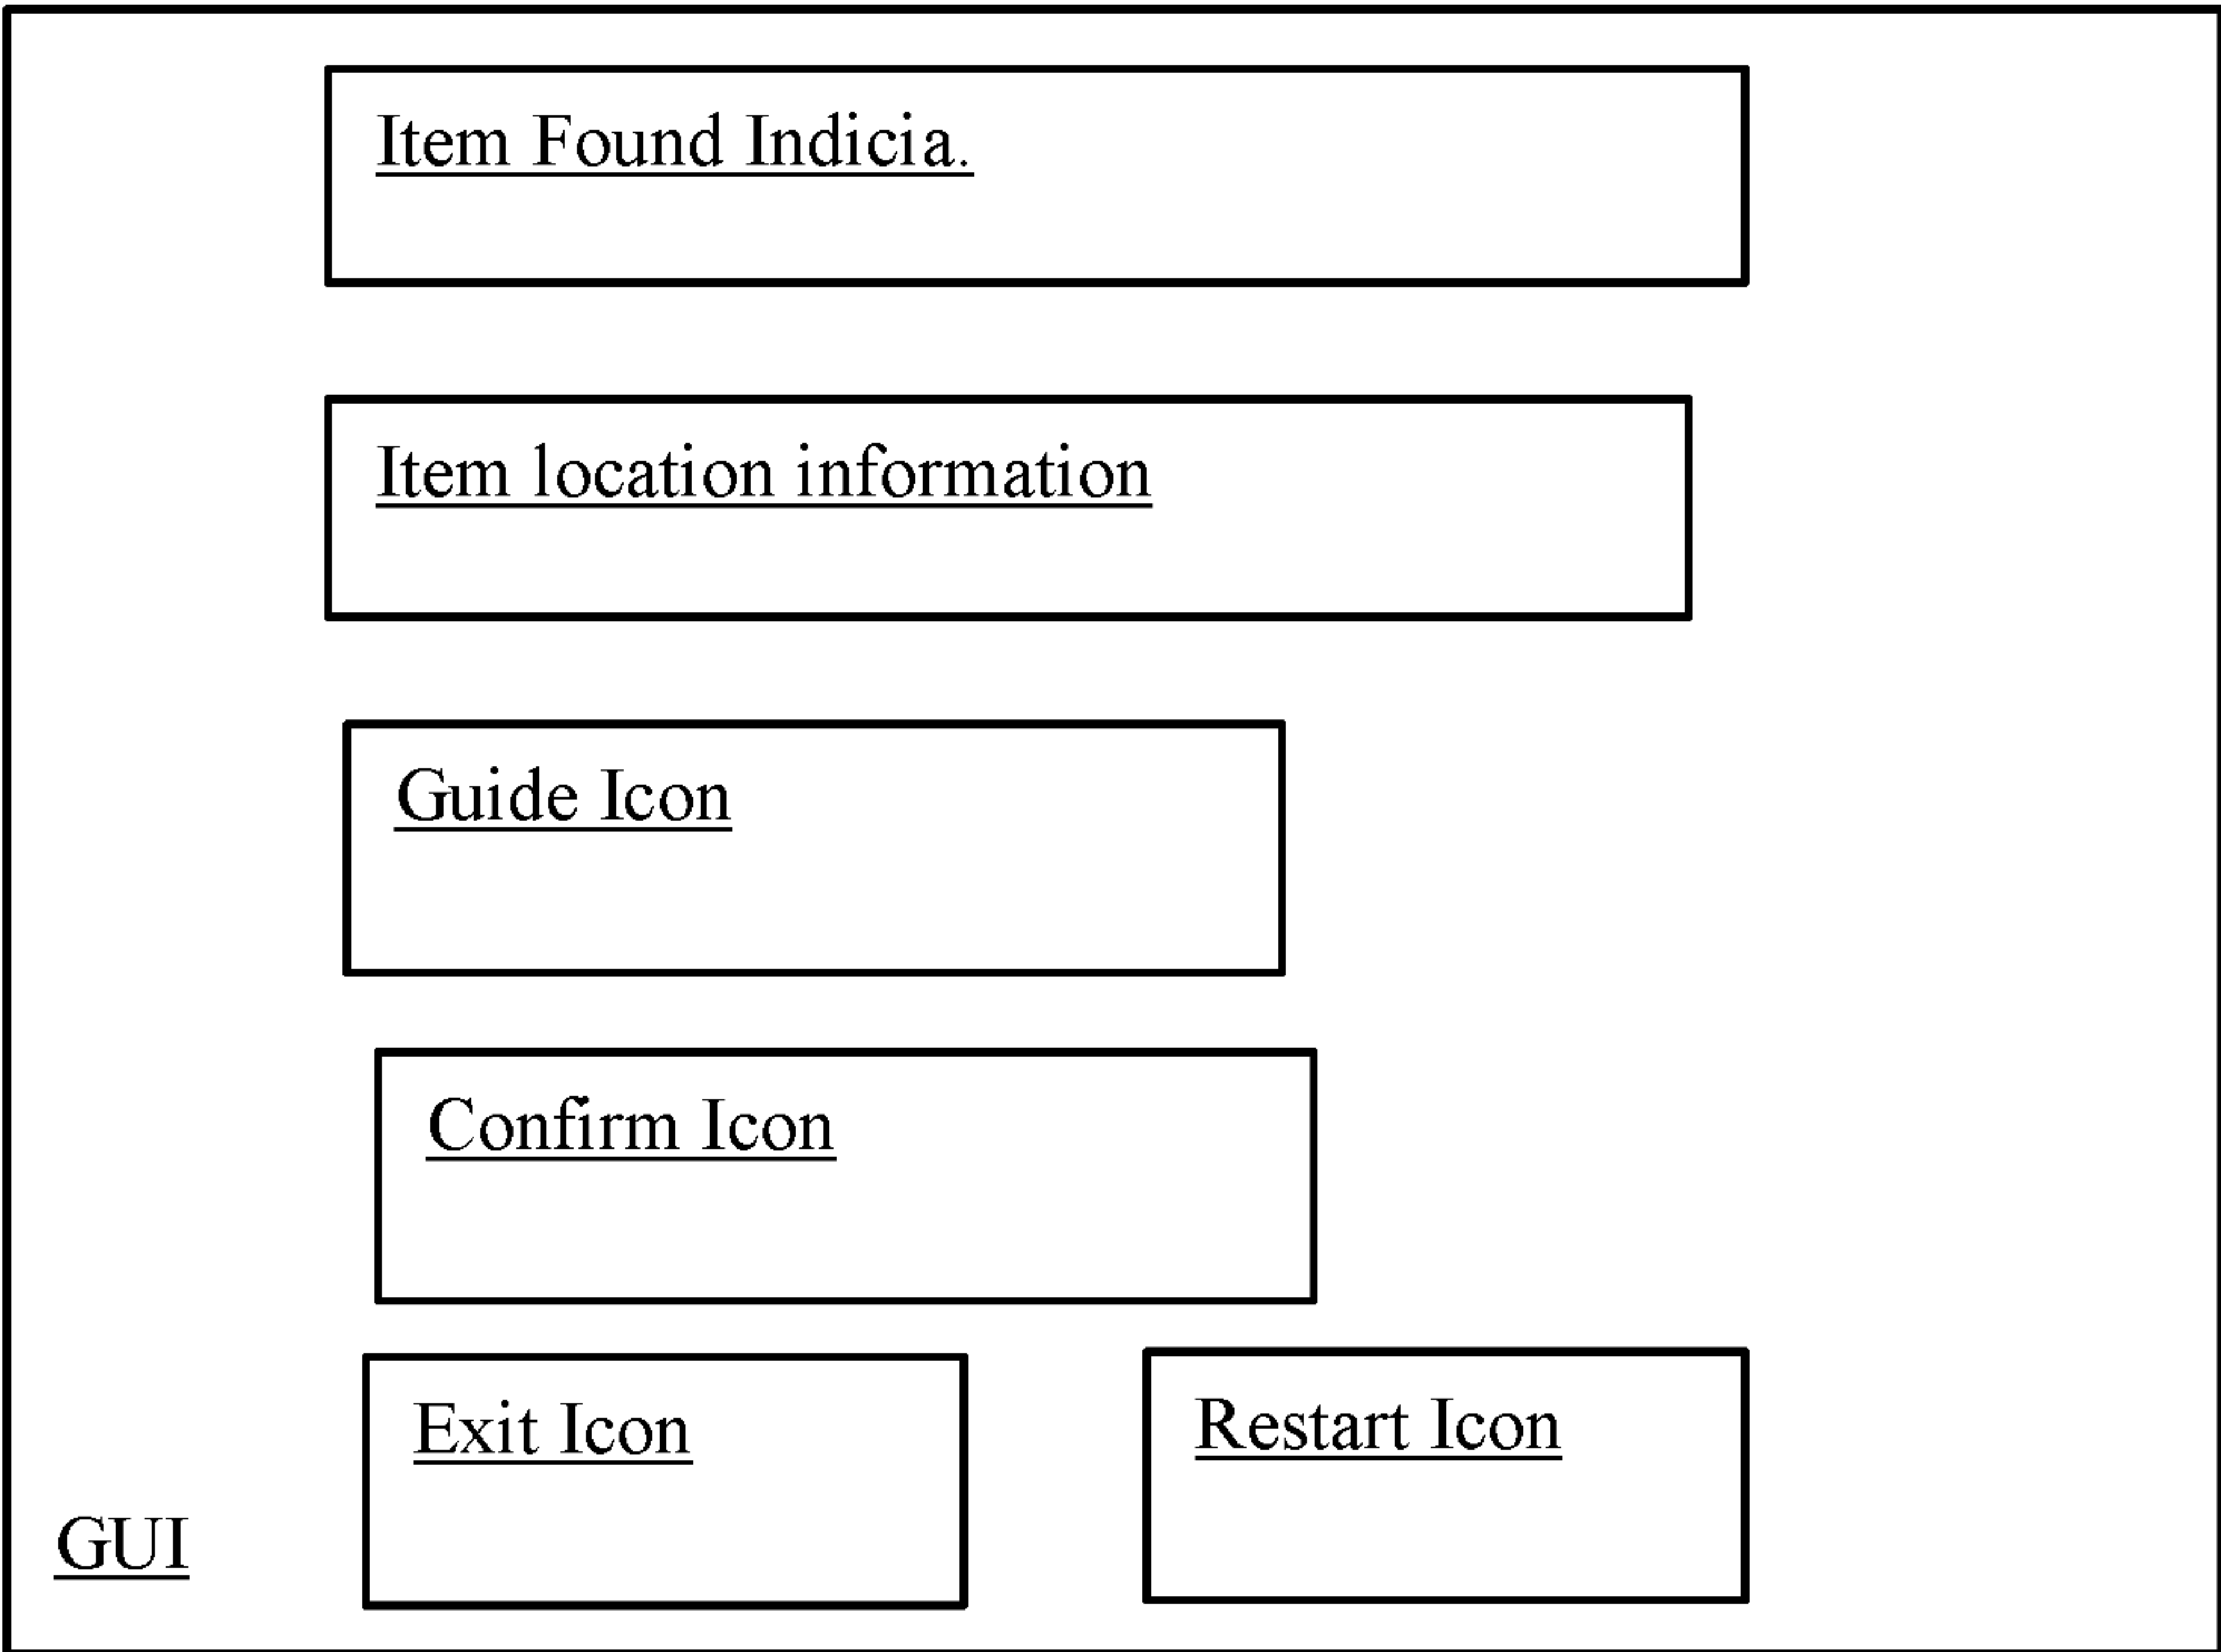 Item Found Indicia.
Item location information
Guide Icon
Confirm Icon
Exit Icon
Restart Icon
GUI